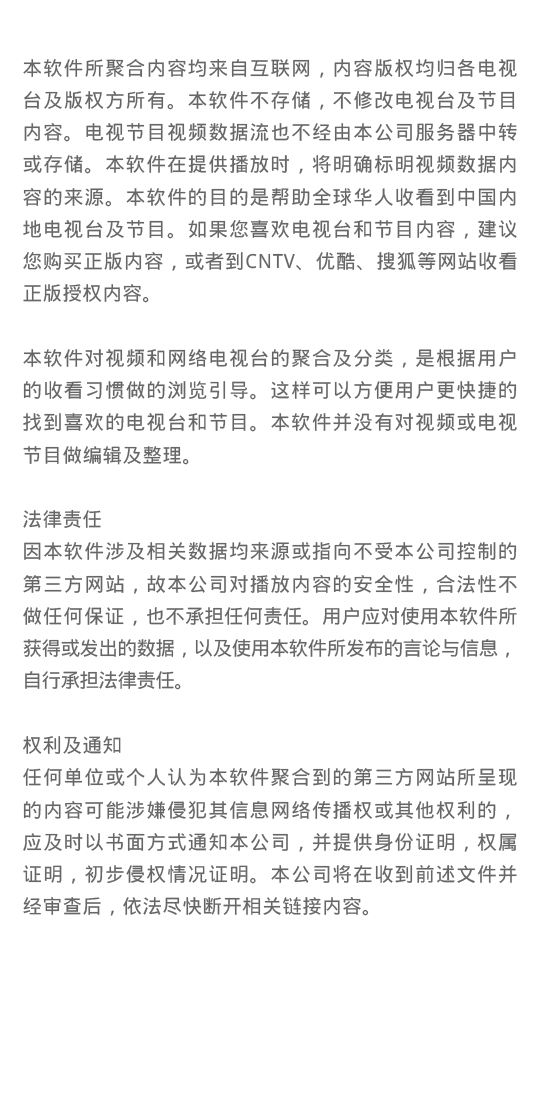 本软件所聚合内容均来自互联网，内容版权均归各电视
台及版权方所有。本软件不存储，不修改电视台及节目
内容。电视节目视频数据流也不经由本公司服务器中转
或存储。本软件在提供播放时，将明确标明视频数据内
容的来源。本软件的目的是帮助全球华人收看到中国内
地电视台及节目。如果您喜欢电视台和节目内容，建议
您购买正版内容，或者到CNTV、优酷、搜狐等网站收看
正版授权内容。
本软件对视频和网络电视台的聚合及分类，是根据用户
的收看习惯做的浏览引导。这样可以方便用户更快捷的
找到喜欢的电视台和节目。本软件并没有对视频或电视
节目做编辑及整理。
法律责任
因本软件涉及相关数据均来源或指向不受本公司控制的
第三方网站，故本公司对播放内容的安全性，合法性不
做任何保证，也不承担任何责任。用户应对使用本软件所
获得或发出的数据，以及使用本软件所发布的言论与信息，
自行承担法律责任。
权利及通知
任何单位或个人认为本软件聚合到的第三方网站所呈现
的内容可能涉嫌侵犯其信息网络传播权或其他权利的，
应及时以书面方式通知本公司，并提供身份证明，权属
证明，初步侵权情况证明。本公司将在收到前述文件并
经审查后，依法尽快断开相关链接内容。